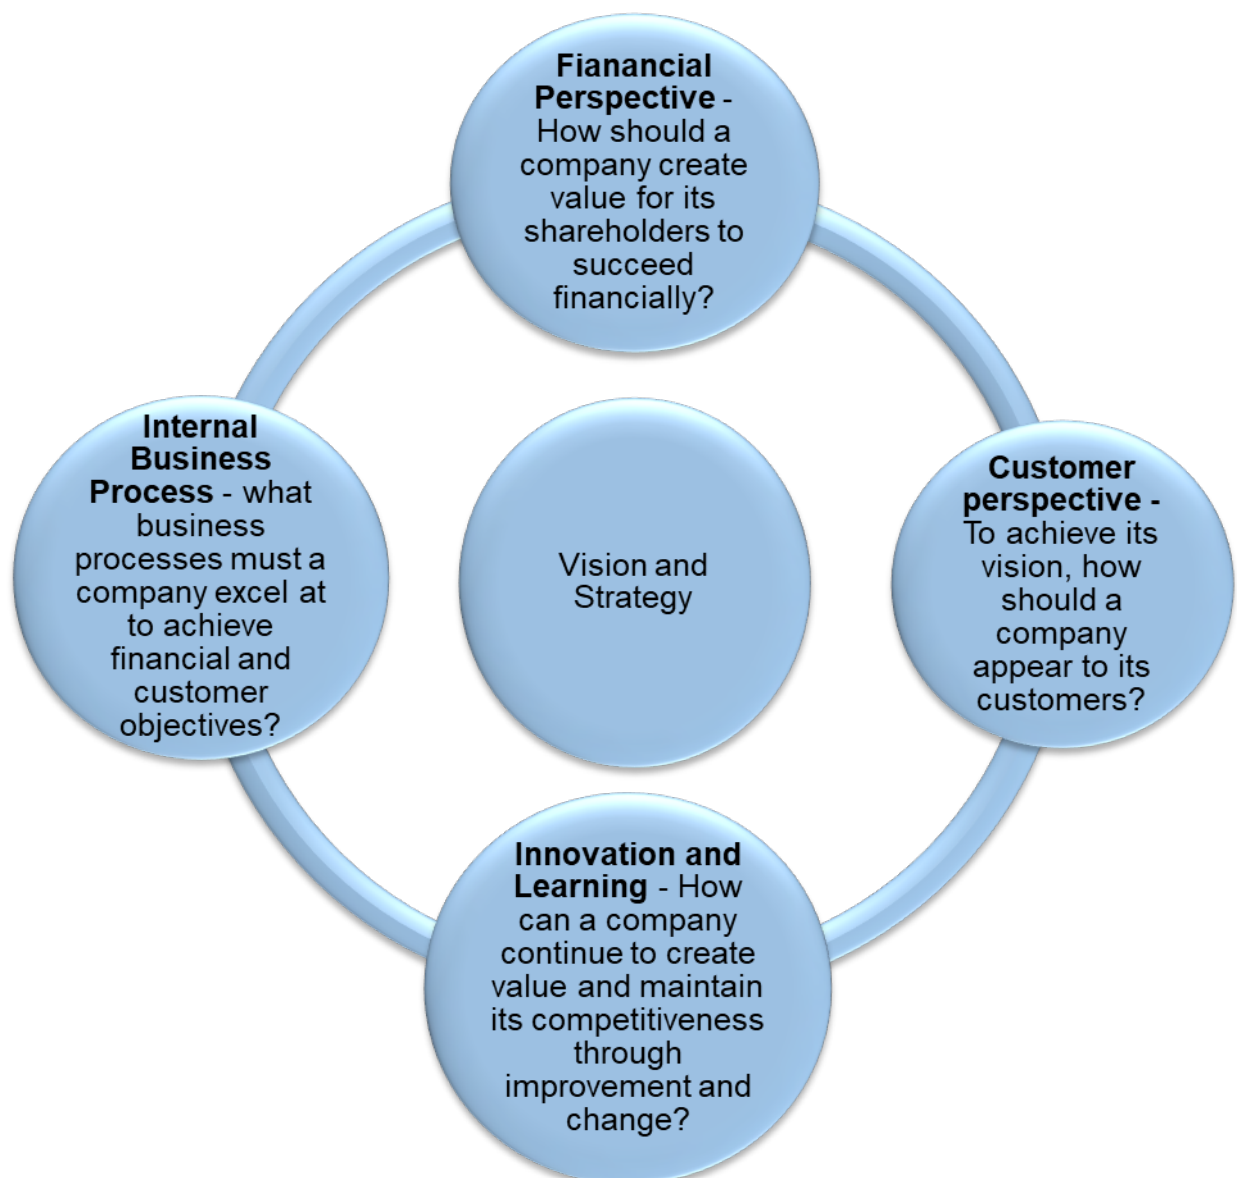 Fianancial
Perspective -
How should a
company create
value for its
shareholders to
succeed
financially?
Internal
Business
Process - what
business
processes must a
company excel at
to achieve
financial and
customer
objectives?
Vision and
Strategy
Customer
perspective -
To achieve its
vision, how
should a
company
appear to its
customers?
Innovation and
Learning - How
can a company
continue to create
value and maintain
its competitiveness
through
improvement and
change?